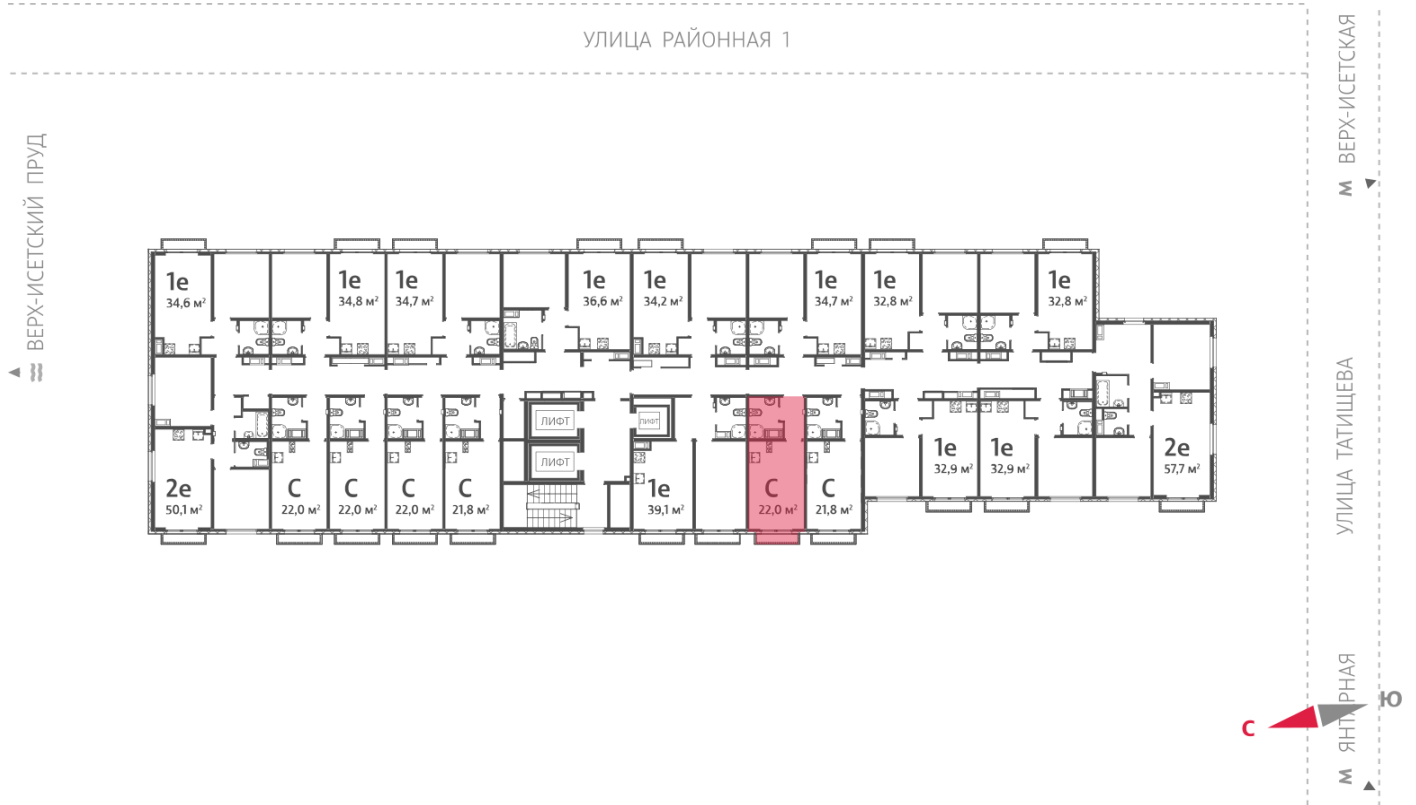 УЛИЦА РАЙОННАЯ 1
М ВЕРХ-ИСЕТСКАЯ
ВЕРХ-ИСЕТСКИЙ ПРУД
1е
34,6 м²
1е
34,8 м²
1е
34,7 м²
1е
36,6 м²
1е
34,2 м²
1е
34,7 м²
1е
32,8 м²
1е
32,8 м²
УЛИЦА ТАТИЩЕВА
ЛИФТ
ЛИФТ
ЛИФТ
2е
50,1 м²
С
22,0 м²
С
22,0 м²
С
22,0 м²
С
21,8 м²
1е
39,1 м²
С
22,0 м²
С
21,8 м²
1е
32,9 м²
1е
32,9 м²
2е
57,7 м²
М ЯНТАРНАЯ
С
Ю